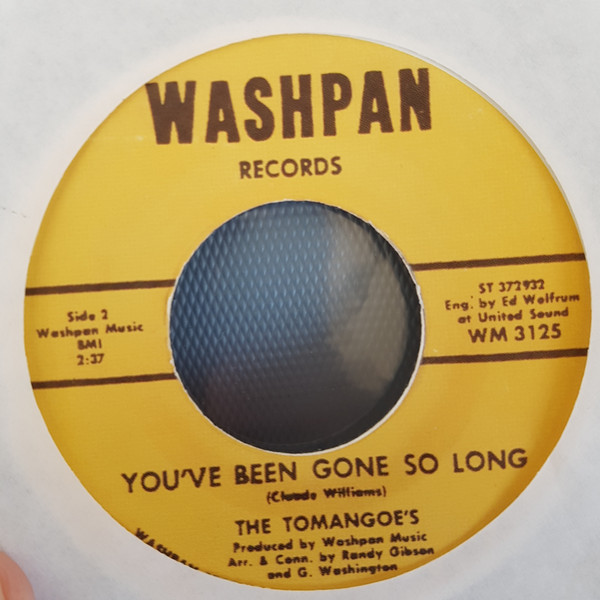 WASHPAN
RECORDS
Side 2
Washpan Music
BMI
2:37
ST 372932
Eng. by Ed Wolfrum
at United Sound
WM 3125
YOU'VE BEEN GONE SO LONG
(Claude Williams)
THE TOMANGOE'S
Produced by Washpan Music
Arr. & Conn. by Randy Gibson
and G. Washington
WASHPAN